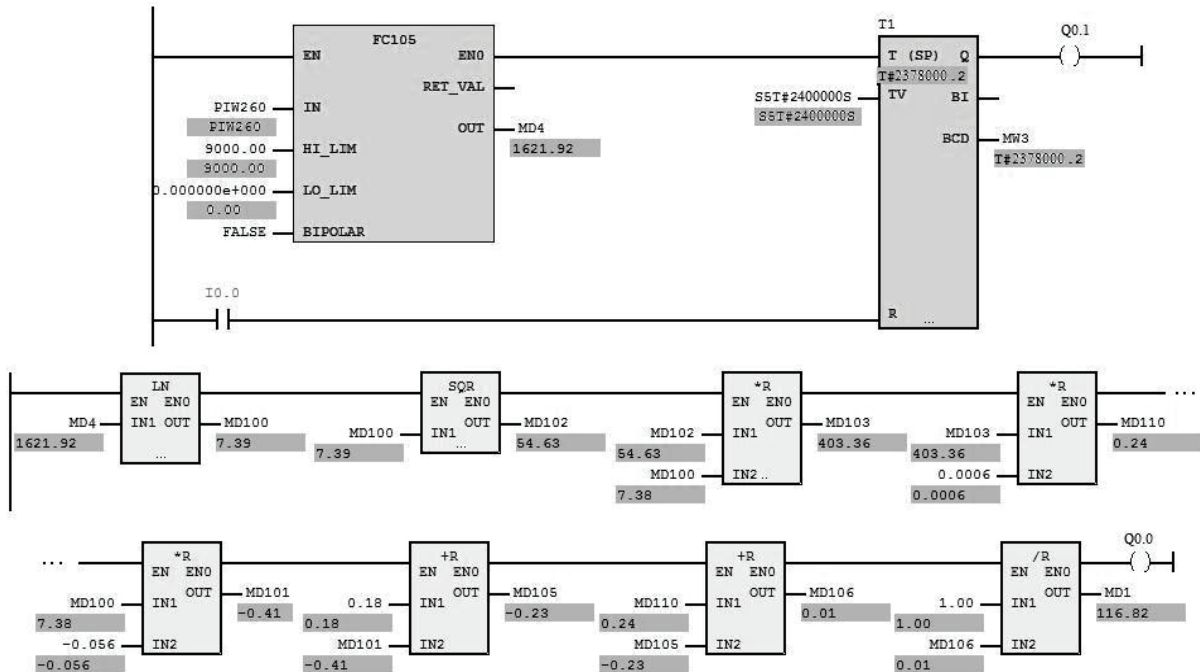 T1
Q0.1
FC105
EN ENO
T (SP) Q
T#2378000.2
RET_VAL
S5T#2400000S TV BI
S5T#2400000S
PIW260 IN
PIW260
OUT MD4
1621.92
BCD MW3
T#2378000.2
9000.00 HI_LIM
9000.00
0.000000e+000 LO_LIM
0.00
FALSE BIPOLAR
I0.0
R ...
LN SQR *R *R
EN ENO EN ENO EN ENO EN ENO ...
MD4 IN1 OUT MD100 OUT MD102 OUT MD103 OUT MD110
1621.92 7.39 MD100 IN1 54.63 MD102 IN1 403.36 MD103 IN1 0.24
... 7.39 ... 54.63 403.36
MD100 IN2.. 0.0006 IN2
7.38 0.0006
Q0.0
*R +R +R /R
... EN ENO EN ENO EN ENO EN ENO
OUT MD101 OUT MD105 OUT MD106 OUT MD1
MD100 IN1 -0.41 0.18 IN1 -0.23 MD110 IN1 0.01 1.00 IN1 116.82
7.38 0.18 0.24 1.00
-0.056 IN2 MD101 IN2 MD105 IN2 MD106 IN2
-0.056 -0.41 -0.23 0.01